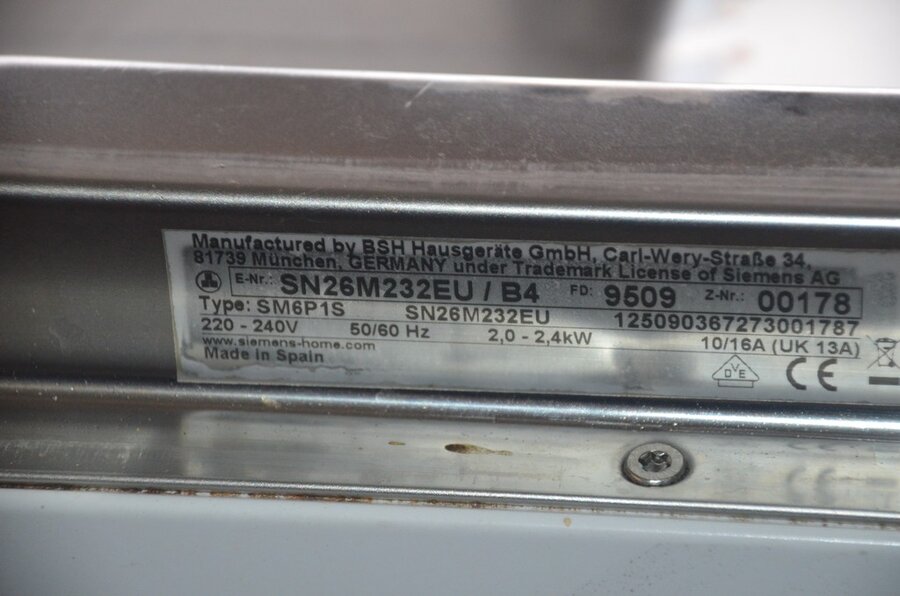 Manufactured by BSH Hausgeräte GmbH, Carl-Wery-Straße 34,
81739 München, GERMANY under Trademark License of Siemens AG
E-Nr.: SN26M232EU / B4 FD: 9509 Z-Nr.: 00178
Type: SM6P1S SN26M232EU 125090367273001787
220 - 240V 50/60 Hz 2,0 - 2,4kW 10/16A (UK 13A)
www.siemens-home.com
Made in Spain
DVE CE